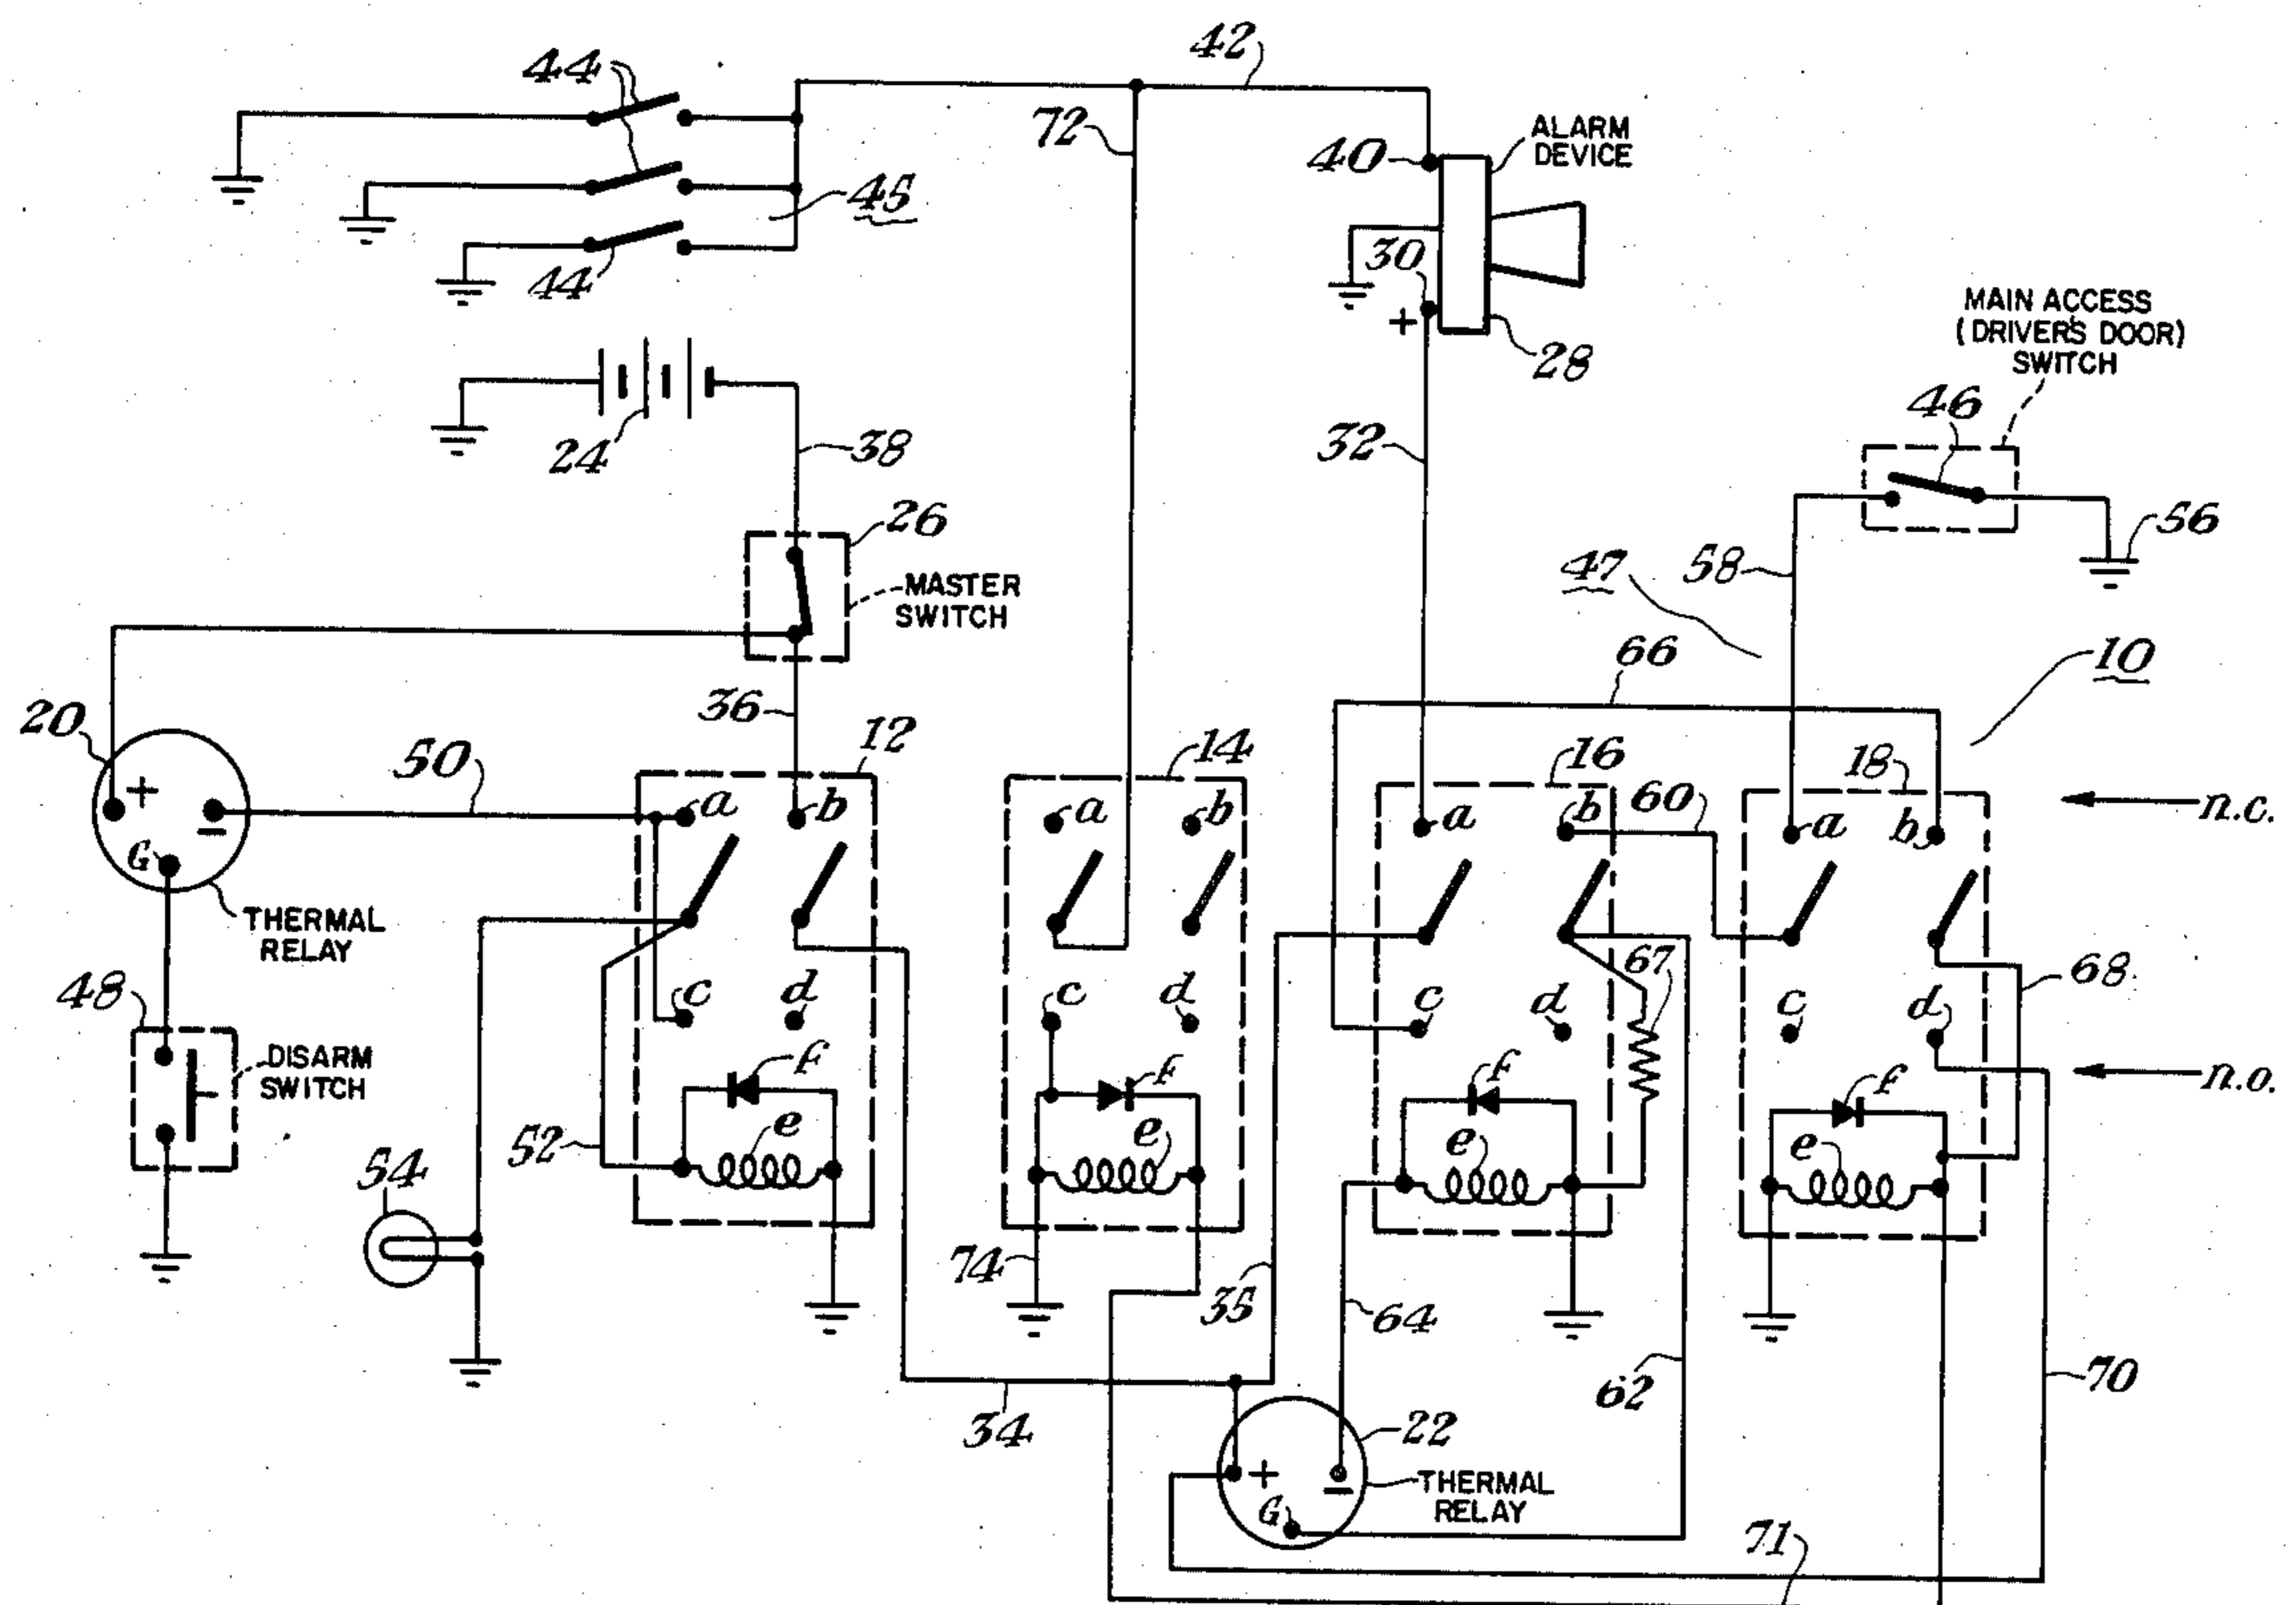 42
44
72
ALARM
DEVICE
40
45
30
+
44
28
MAIN ACCESS
(DRIVER'S DOOR)
SWITCH
46
24
38
32
26
56
MASTER
SWITCH
47
58
66
10
20
36
12
50
14
16
18
+
−
a
b
a
b
a
b
60
a
b
n.c.
G
THERMAL
RELAY
67
68
48
c
d
c
d
c
d
c
d
DISARM
SWITCH
f
f
f
f
n.o.
52
e
e
e
e
54
74
35
64
62
70
34
22
+
−
THERMAL
RELAY
G
71